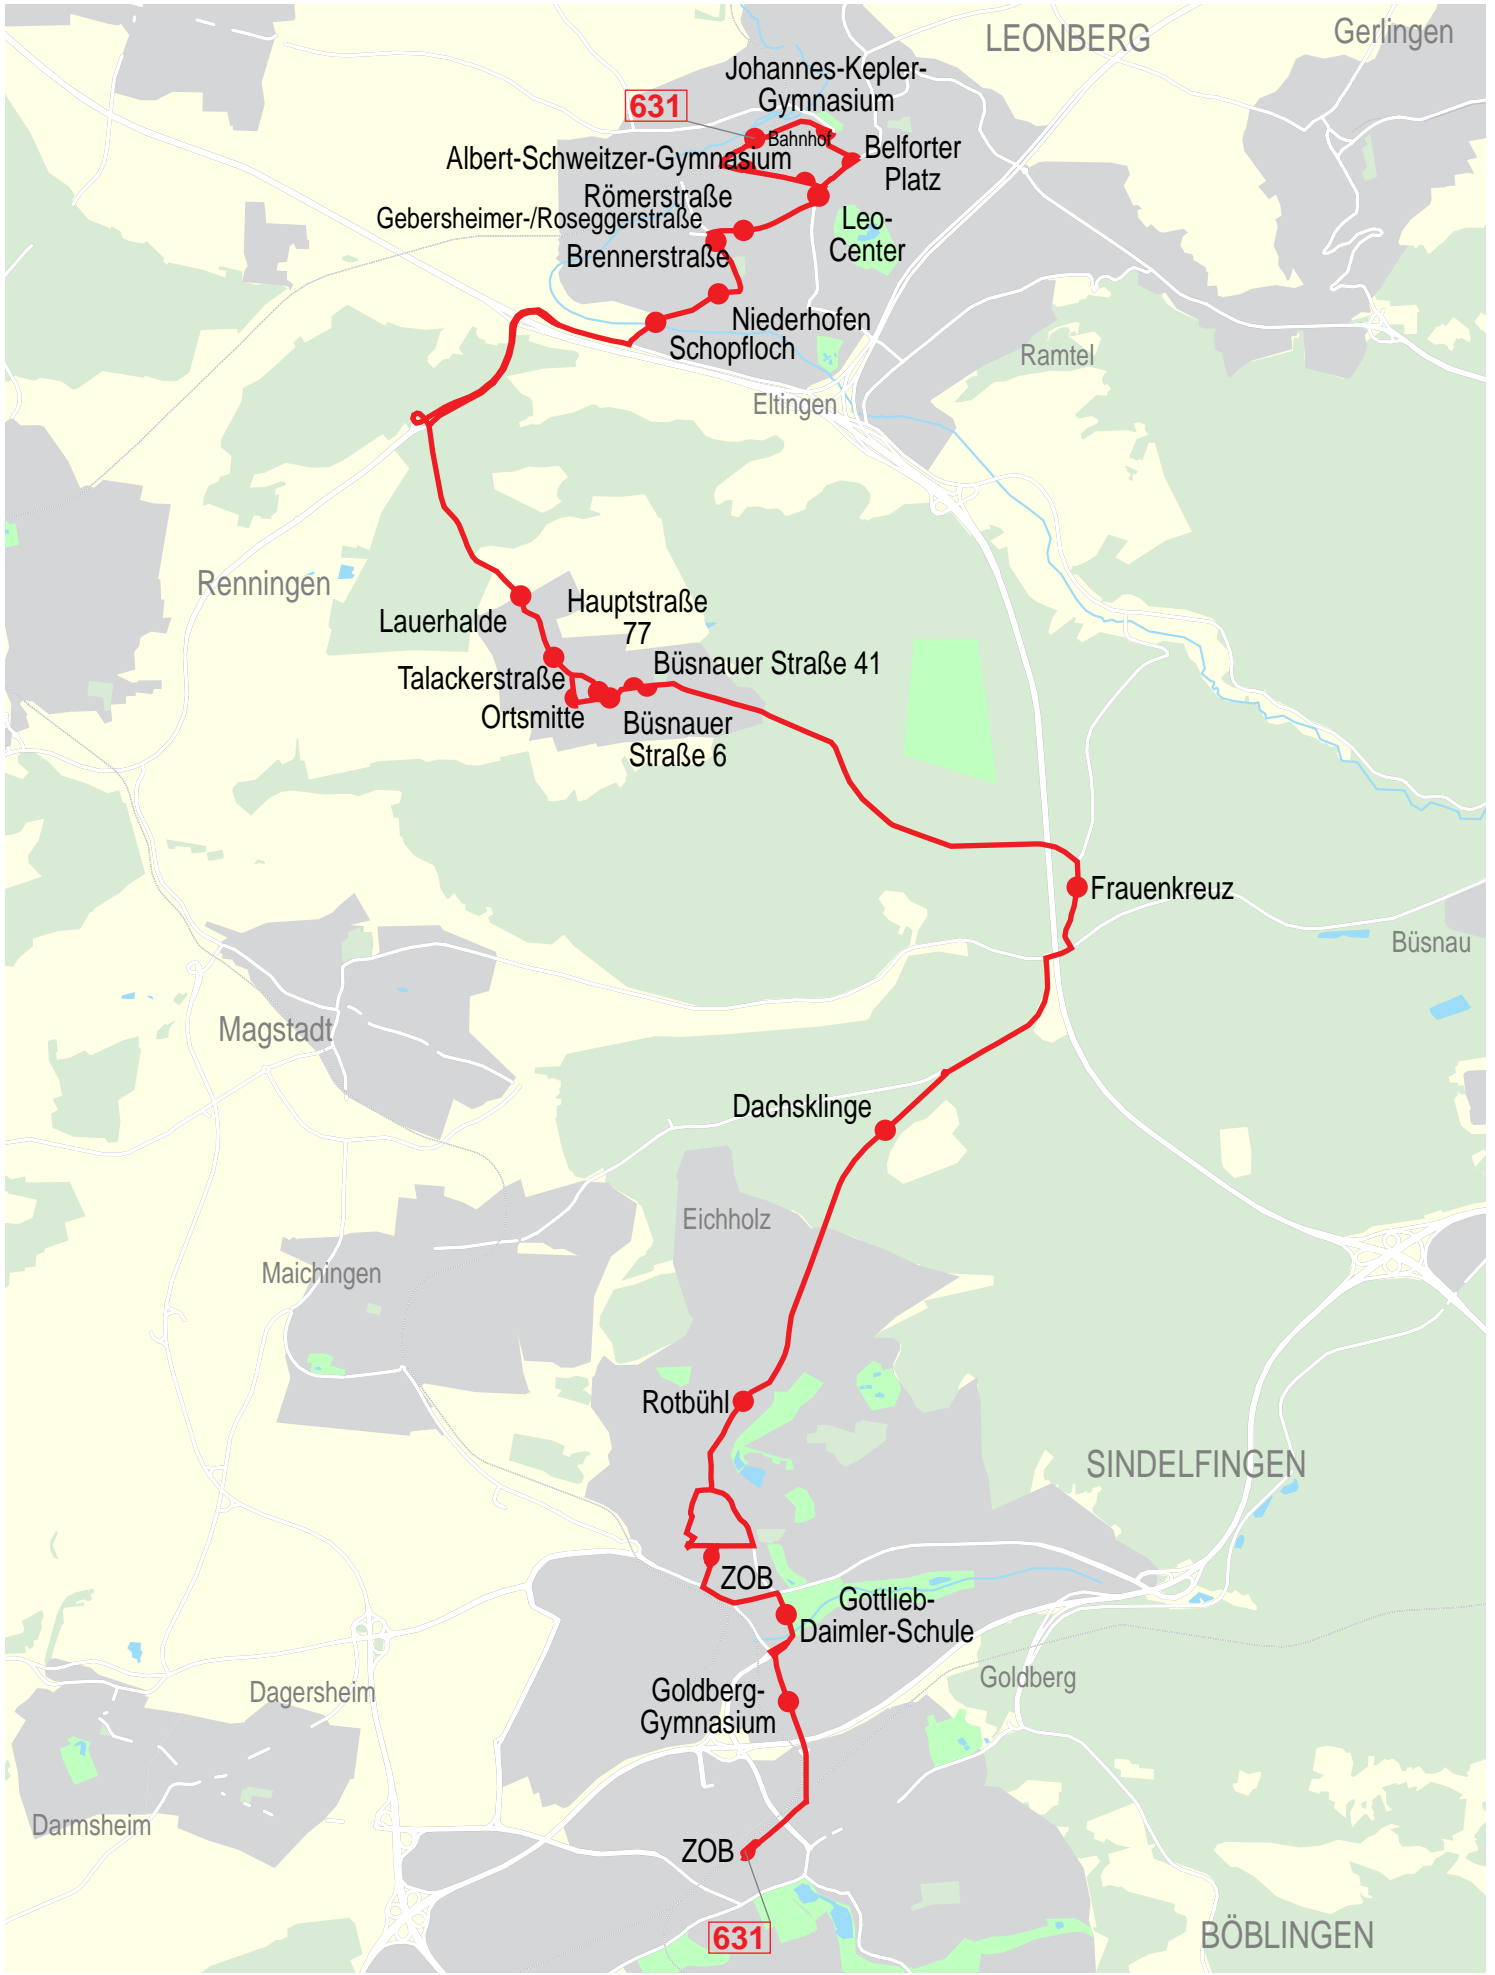 LEONBERG
Gerlingen
Johannes-Kepler-
Gymnasium
631
Bahnhof
Albert-Schweitzer-Gymnasium
Belforter
Platz
Römerstraße
Gebersheimer-/Roseggerstraße
Leo-
Center
Brennerstraße
Niederhofen
Schopfloch
Ramtel
Eltingen
Renningen
Lauerhalde
Hauptstraße
77
Büsnauer Straße 41
Talackerstraße
Ortsmitte
Büsnauer
Straße 6
Frauenkreuz
Büsnau
Magstadt
Dachsklinge
Eichholz
Maichingen
Rotbühl
SINDELFINGEN
ZOB
Gottlieb-
Daimler-Schule
Goldberg
Dagersheim
Goldberg-
Gymnasium
Darmsheim
ZOB
631
BÖBLINGEN